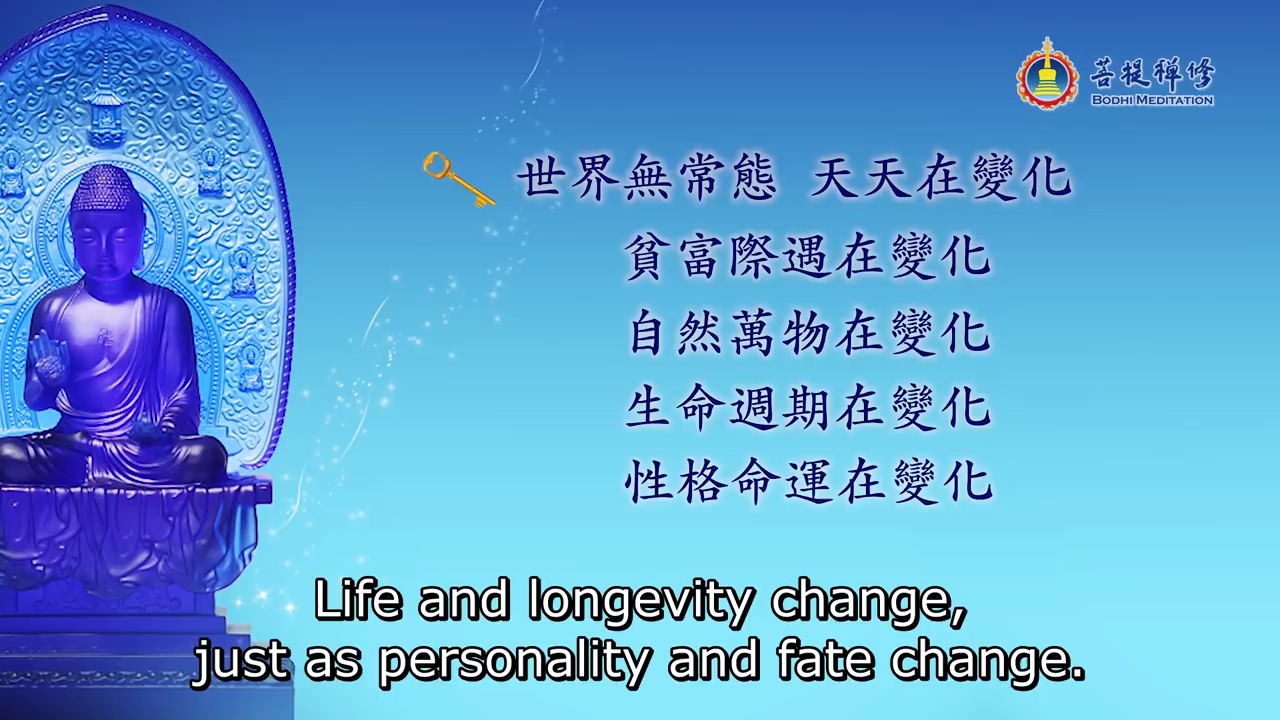 菩提禪修
BODHI MEDITATION
世界無常態 天天在變化
貧富際遇在變化
自然萬物在變化
生命週期在變化
性格命運在變化
Life and longevity change,
just as personality and fate change.